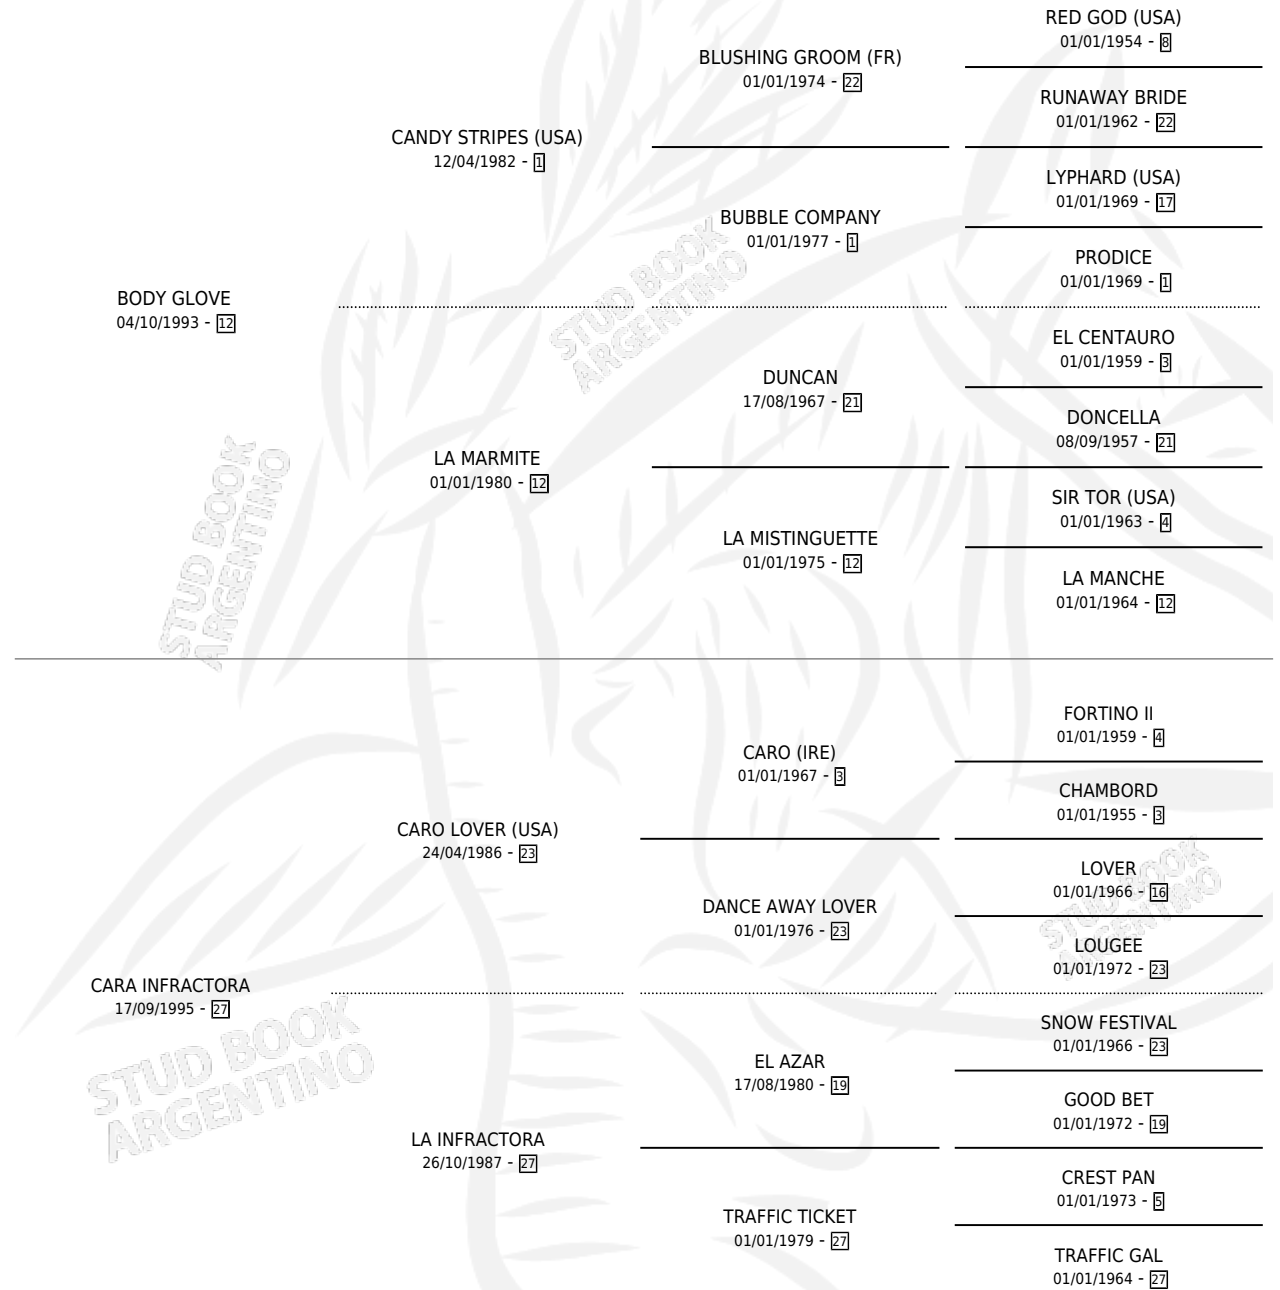 RED GOD (USA)
01/01/1954 - 8
BLUSHING GROOM (FR)
01/01/1974 - 22
RUNAWAY BRIDE
01/01/1962 - 22
CANDY STRIPES (USA)
12/04/1982 - 1
LYPHARD (USA)
01/01/1969 - 17
BUBBLE COMPANY
01/01/1977 - 1
PRODICE
01/01/1969 - 1
BODY GLOVE
04/10/1993 - 12
STUD BOOK
ARGENTINO
EL CENTAURO
01/01/1959 - 3
DUNCAN
17/08/1967 - 21
DONCELLA
08/09/1957 - 21
LA MARMITE
01/01/1980 - 12
SIR TOR (USA)
01/01/1963 - 4
LA MISTINGUETTE
01/01/1975 - 12
LA MANCHE
01/01/1964 - 12
STUD BOOK
ARGENTINO
FORTINO II
01/01/1959 - 4
CARO (IRE)
01/01/1967 - 3
CHAMBORD
01/01/1955 - 3
CARO LOVER (USA)
24/04/1986 - 23
LOVER
01/01/1966 - 16
DANCE AWAY LOVER
01/01/1976 - 23
LOUGEE
01/01/1972 - 23
STUD BOOK
ARGENTINO
CARA INFRACTORA
17/09/1995 - 27
SNOW FESTIVAL
01/01/1966 - 23
EL AZAR
17/08/1980 - 19
GOOD BET
01/01/1972 - 19
STUD BOOK
ARGENTINO
LA INFRACTORA
26/10/1987 - 27
CREST PAN
01/01/1973 - 5
TRAFFIC TICKET
01/01/1979 - 27
TRAFFIC GAL
01/01/1964 - 27